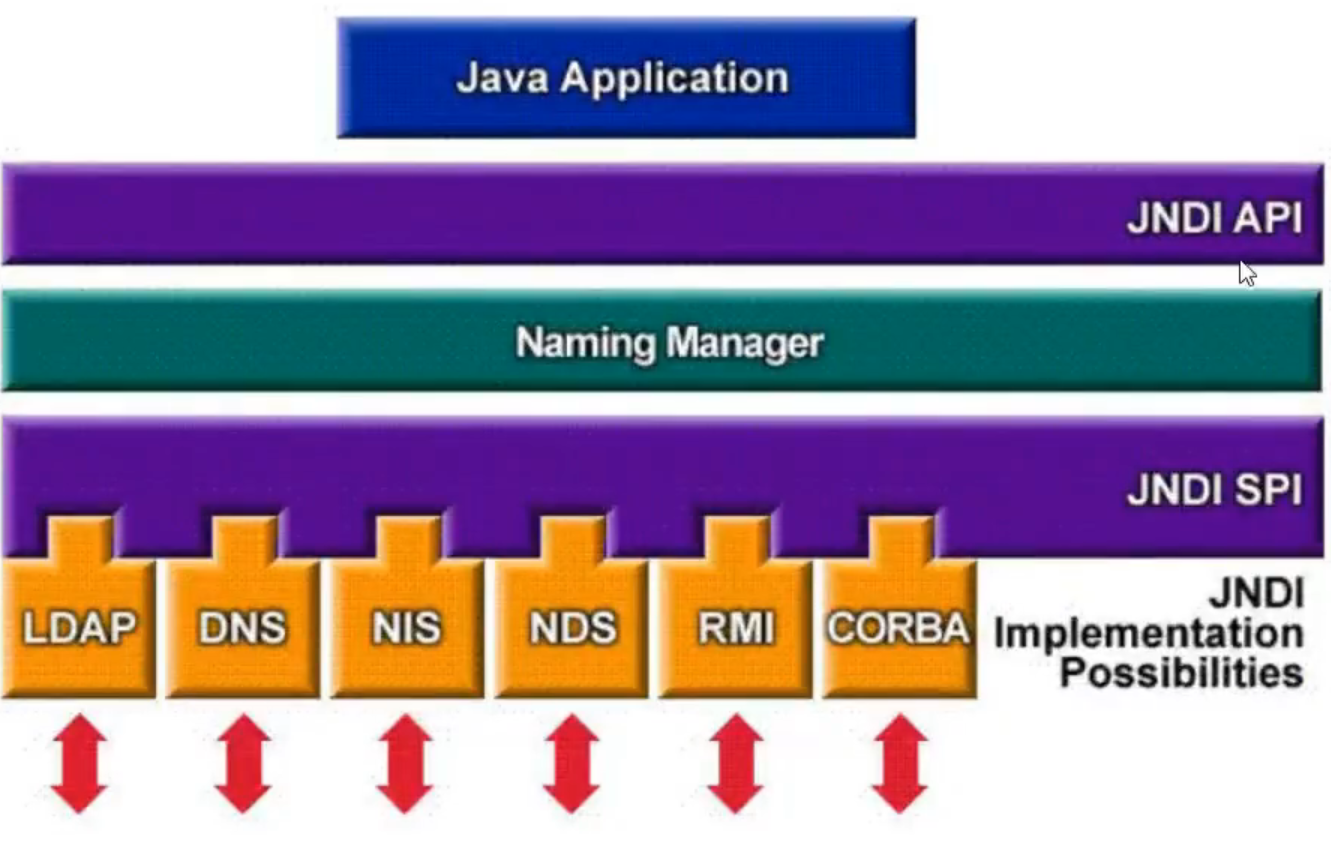 Java Application
JNDI API
Naming Manager
JNDI SPI
LDAP
DNS
NIS
NDS
RMI
CORBA
JNDI
Implementation
Possibilities